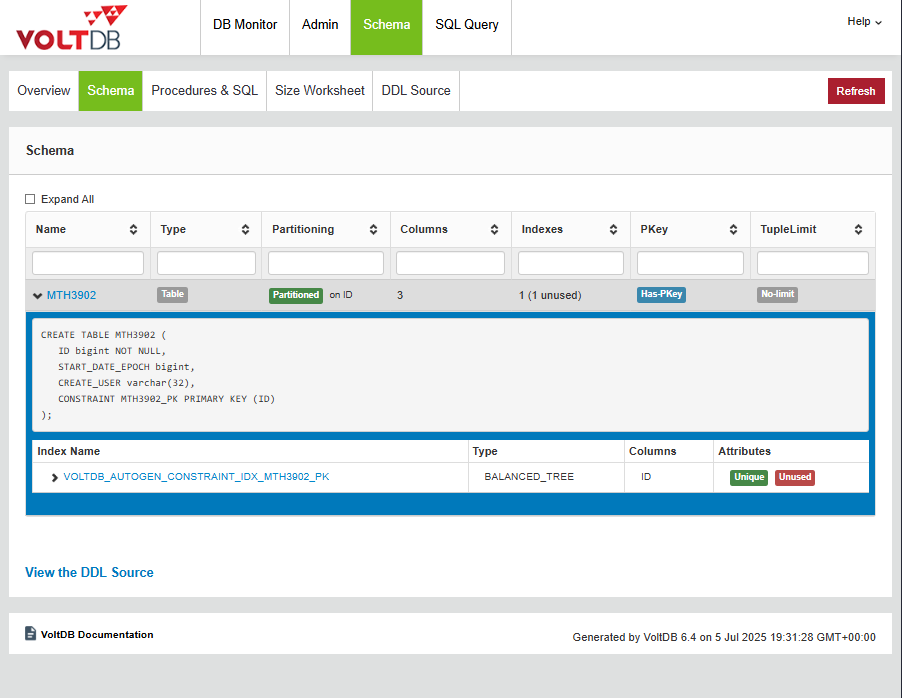 VOLTDB
DB Monitor Admin Schema SQL Query Help
Overview Schema Procedures & SQL Size Worksheet DDL Source Refresh
Schema
Expand All
Name Type Partitioning Columns Indexes PKey TupleLimit
MTH3902 Table Partitioned on ID 3 1 (1 unused) Has-PKey No-limit
CREATE TABLE MTH3902 (
ID bigint NOT NULL,
START_DATE_EPOCH bigint,
CREATE_USER varchar(32),
CONSTRAINT MTH3902_PK PRIMARY KEY (ID)
);
Index Name Type Columns Attributes
VOLTDB_AUTOGEN_CONSTRAINT_IDX_MTH3902_PK BALANCED_TREE ID Unique Unused
View the DDL Source
VoltDB Documentation Generated by VoltDB 6.4 on 5 Jul 2025 19:31:28 GMT+00:00